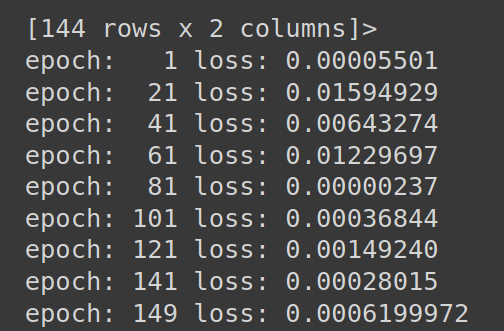 [144 rows x 2 columns]>
epoch:   1 loss: 0.00005501
epoch:  21 loss: 0.01594929
epoch:  41 loss: 0.00643274
epoch:  61 loss: 0.01229697
epoch:  81 loss: 0.00000237
epoch: 101 loss: 0.00036844
epoch: 121 loss: 0.00149240
epoch: 141 loss: 0.00028015
epoch: 149 loss: 0.0006199972